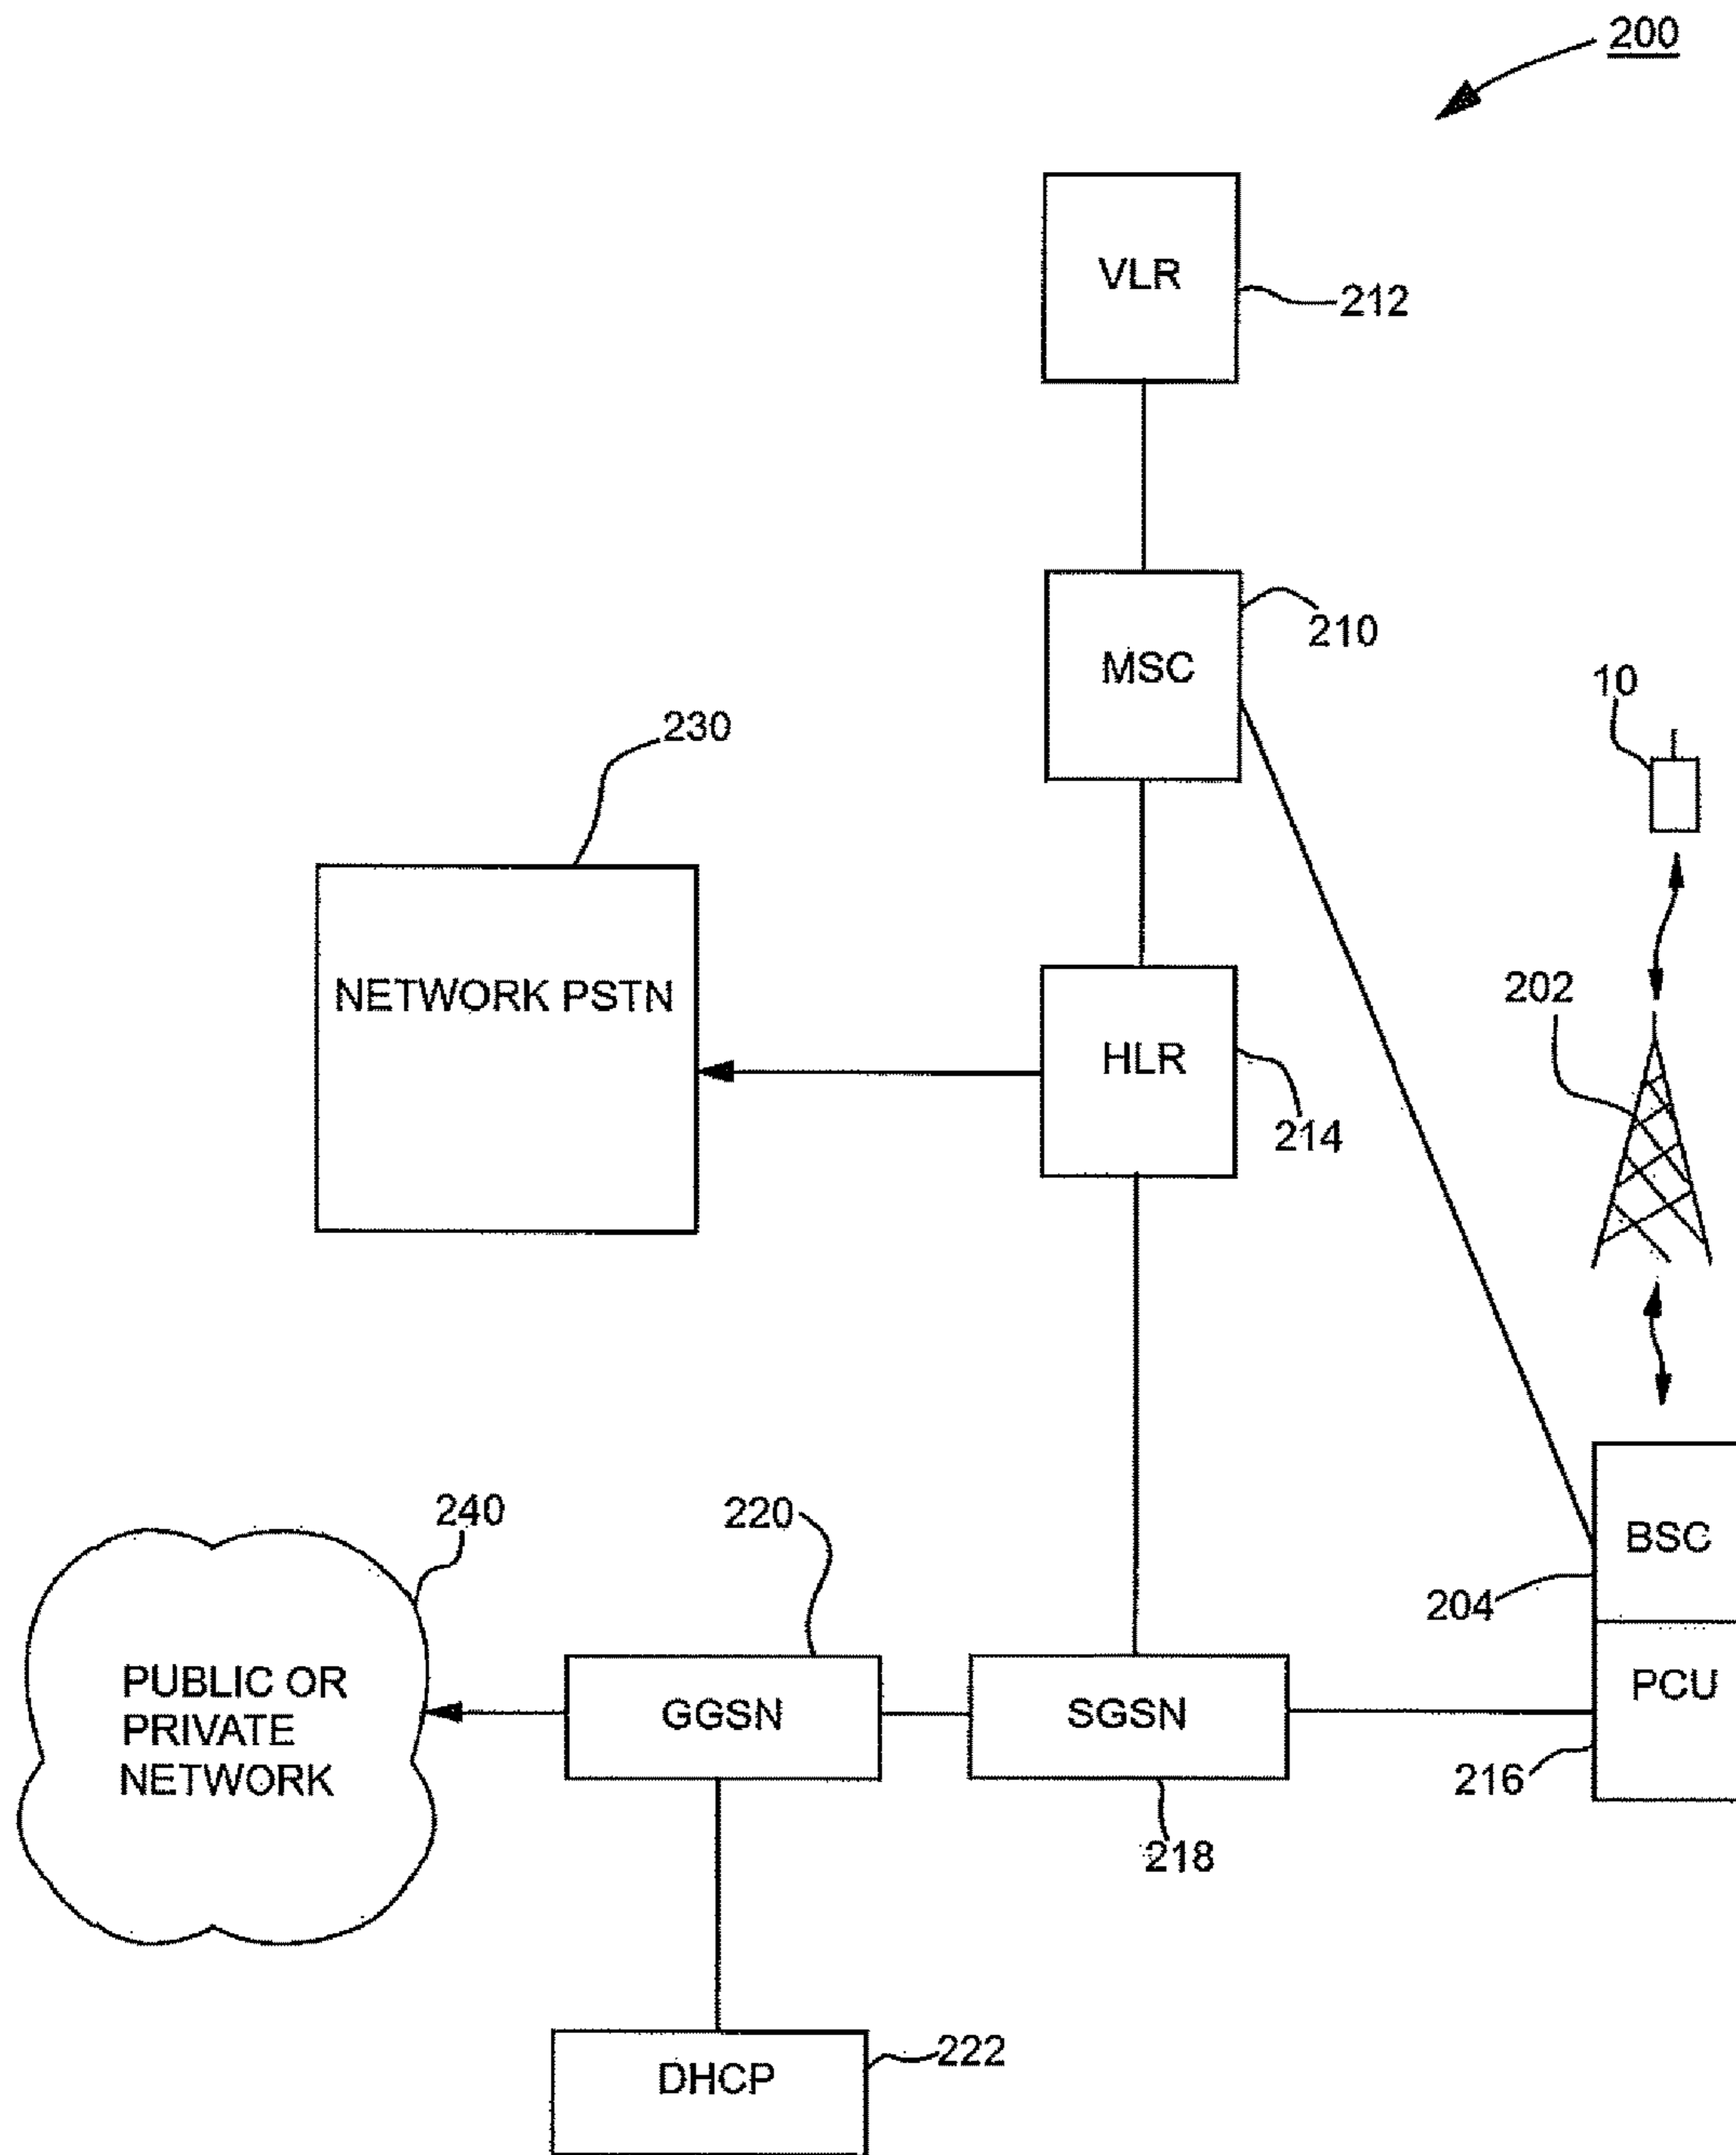 200
VLR
212
210
MSC
10
230
202
NETWORK PSTN
HLR
214
240
220
BSC
204
PUBLIC OR
PRIVATE
NETWORK
GGSN
SGSN
PCU
216
218
DHCP
222